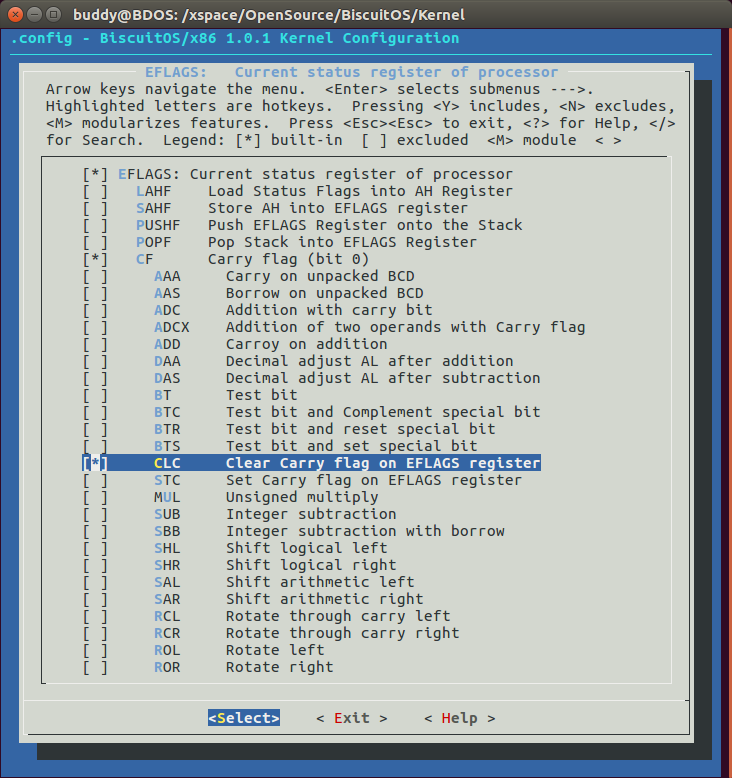 buddy@BDOS: /xspace/OpenSource/BiscuitOS/Kernel
.config - BiscuitOS/x86 1.0.1 Kernel Configuration
EFLAGS:   Current status register of processor
Arrow keys navigate the menu.  <Enter> selects submenus --->.
Highlighted letters are hotkeys.  Pressing <Y> includes, <N> excludes,
<M> modularizes features.  Press <Esc><Esc> to exit, <?> for Help, </>
for Search.  Legend: [*] built-in  [ ] excluded  <M> module  < >
[*] EFLAGS: Current status register of processor
[ ]   LAHF    Load Status Flags into AH Register
[ ]   SAHF    Store AH into EFLAGS register
[ ]   PUSHF   Push EFLAGS Register onto the Stack
[ ]   POPF    Pop Stack into EFLAGS Register
[*]   CF      Carry flag (bit 0)
[ ]     AAA     Carry on unpacked BCD
[ ]     AAS     Borrow on unpacked BCD
[ ]     ADC     Addition with carry bit
[ ]     ADCX    Addition of two operands with Carry flag
[ ]     ADD     Carroy on addition
[ ]     DAA     Decimal adjust AL after addition
[ ]     DAS     Decimal adjust AL after subtraction
[ ]     BT      Test bit
[ ]     BTC     Test bit and Complement special bit
[ ]     BTR     Test bit and reset special bit
[ ]     BTS     Test bit and set special bit
[*]     CLC     Clear Carry flag on EFLAGS register
[ ]     STC     Set Carry flag on EFLAGS register
[ ]     MUL     Unsigned multiply
[ ]     SUB     Integer subtraction
[ ]     SBB     Integer subtraction with borrow
[ ]     SHL     Shift logical left
[ ]     SHR     Shift logical right
[ ]     SAL     Shift arithmetic left
[ ]     SAR     Shift arithmetic right
[ ]     RCL     Rotate through carry left
[ ]     RCR     Rotate through carry right
[ ]     ROL     Rotate left
[ ]     ROR     Rotate right
<Select>    < Exit >    < Help >